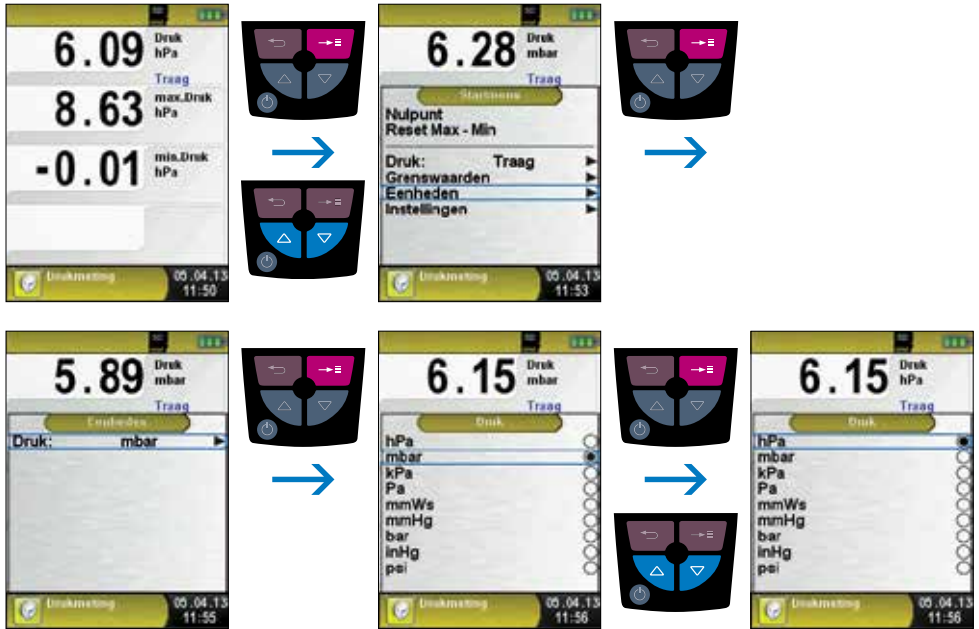 6.09 Druk
hPa
Traag
8.63 max.Druk
hPa
-0.01 min.Druk
hPa
Drukmeting 05.04.13
11:50
6.28 Druk
mbar
Traag
Startmenu
Nulpunt
Reset Max - Min
Druk: Traag
Grenswaarden
Eenheden
Instellingen
Drukmeting 05.04.13
11:53
5.89 Druk
mbar
Traag
Eenheden
Druk: mbar
Drukmeting 05.04.13
11:55
6.15 Druk
mbar
Traag
Druk
hPa
mbar
kPa
Pa
mmWs
mmHg
bar
inHg
psi
Drukmeting 05.04.13
11:56
6.15 Druk
hPa
Traag
Druk
hPa
mbar
kPa
Pa
mmWs
mmHg
bar
inHg
psi
Drukmeting 05.04.13
11:56